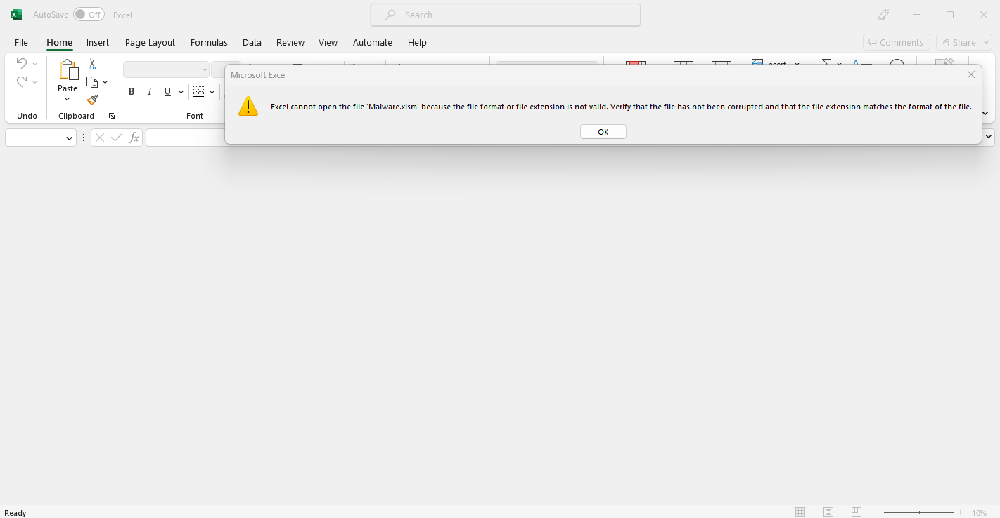 AutoSave Off Excel Search
File Home Insert Page Layout Formulas Data Review View Automate Help Comments Share
Microsoft Excel
Excel cannot open the file 'Malware.xlsm' because the file format or file extension is not valid. Verify that the file has not been corrupted and that the file extension matches the format of the file.
OK
Insert
Paste
B I U
Undo Clipboard Font
fx
Ready 10%